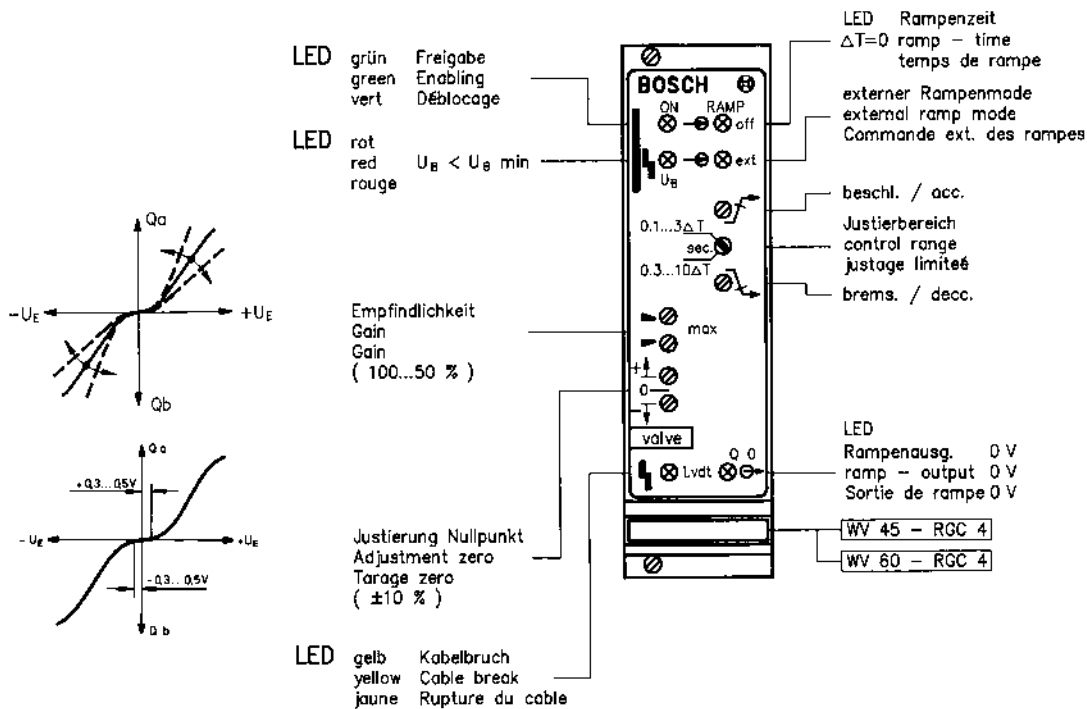 LED grün Freigabe
green Enabling
vert Déblocage
LED rot
red U_B < U_B min
rouge
Qa
-U_E
+U_E
Qb
Qa
+0,3...0,5V
-U_E
+U_E
-0,3...0,5V
Qb
Empfindlichkeit
Gain
Gain
( 100...50 % )
Justierung Nullpunkt
Adjustment zero
Tarage zero
( ±10 % )
LED gelb Kabelbruch
yellow Cable break
jaune Rupture du cable
BOSCH
ON RAMP
off
ext
U_B
0.1...3 ΔT
sec.
0.3...10ΔT
max
+
0
-
valve
Q 0
Lvdt
LED Rampenzeit
ΔT=0 ramp - time
temps de rampe
externer Rampenmode
external ramp mode
Commande ext. des rampes
beschl. / acc.
Justierbereich
control range
justage limiteé
brems. / decc.
LED
Rampenausg. 0 V
ramp - output 0 V
Sortie de rampe 0 V
WV 45 - RGC 4
WV 60 - RGC 4